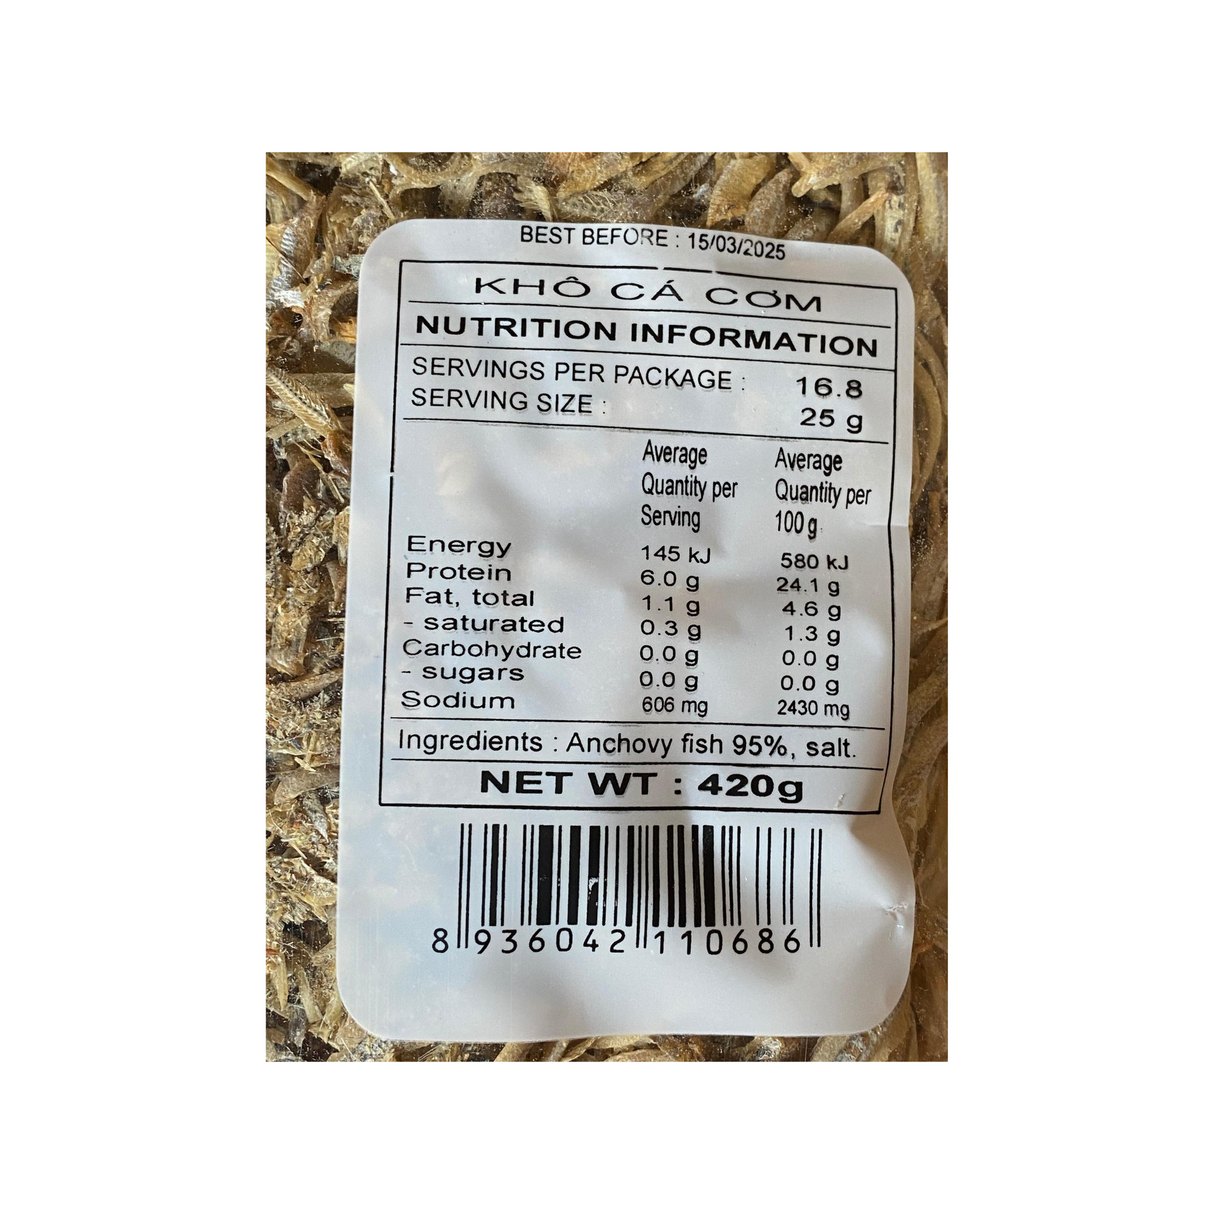 BEST BEFORE : 15/03/2025
KHÔ CÁ CƠM
NUTRITION INFORMATION
SERVINGS PER PACKAGE : 16.8
SERVING SIZE : 25 g
Average Quantity per Serving Average Quantity per 100 g
Energy 145 kJ 580 kJ
Protein 6.0 g 24.1 g
Fat, total 1.1 g 4.6 g
- saturated 0.3 g 1.3 g
Carbohydrate 0.0 g 0.0 g
- sugars 0.0 g 0.0 g
Sodium 606 mg 2430 mg
Ingredients : Anchovy fish 95%, salt.
NET WT : 420g
8 936042 110686